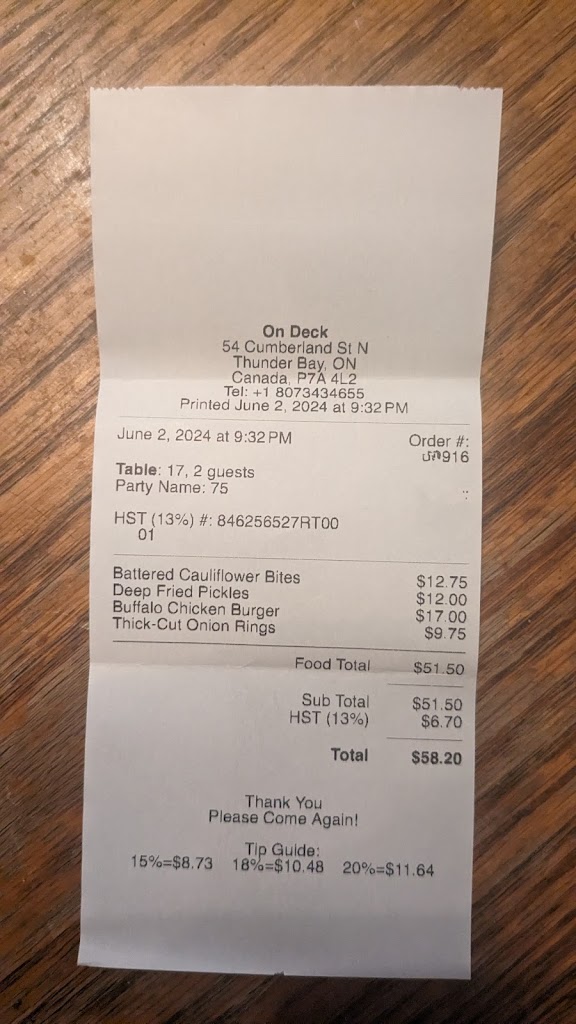 On Deck
54 Cumberland St N
Thunder Bay, ON
Canada, P7A 4L2
Tel: +1 8073434655
Printed June 2, 2024 at 9:32 PM
June 2, 2024 at 9:32 PM
Order #:
916
Table: 17, 2 guests
Party Name: 75
HST (13%) #: 846256527RT00
01
Battered Cauliflower Bites $12.75
Deep Fried Pickles $12.00
Buffalo Chicken Burger $17.00
Thick-Cut Onion Rings $9.75
Food Total $51.50
Sub Total $51.50
HST (13%) $6.70
Total $58.20
Thank You
Please Come Again!
Tip Guide:
15%=$8.73 18%=$10.48 20%=$11.64